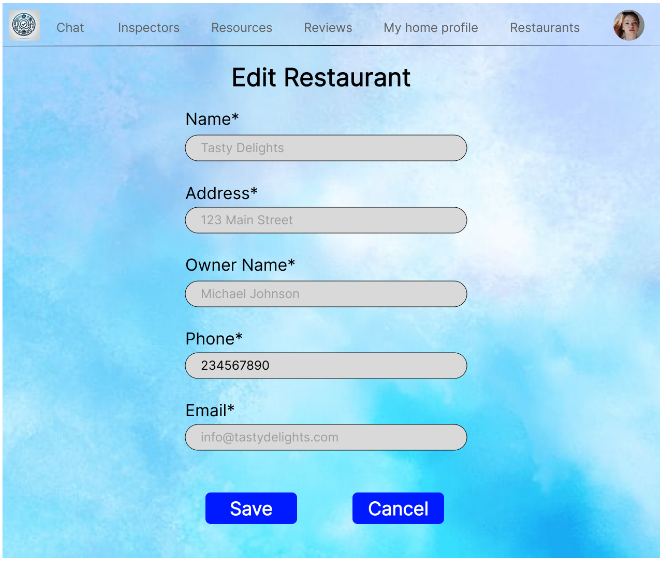 Chat Inspectors Resources Reviews My home profile Restaurants
Edit Restaurant
Name*
Tasty Delights
Address*
123 Main Street
Owner Name*
Michael Johnson
Phone*
234567890
Email*
info@tastydelights.com
Save Cancel